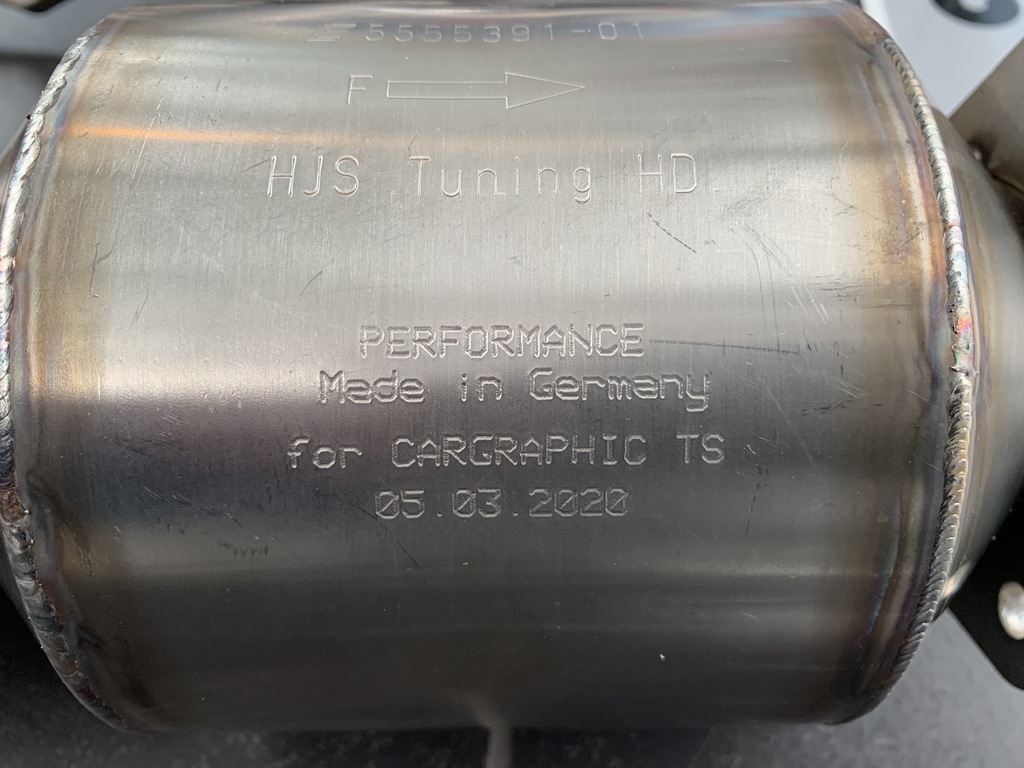 5555391-01
F
HJS Tuning HD
PERFORMANCE
Made in Germany
for CARGRAPHIC TS
05.03.2020